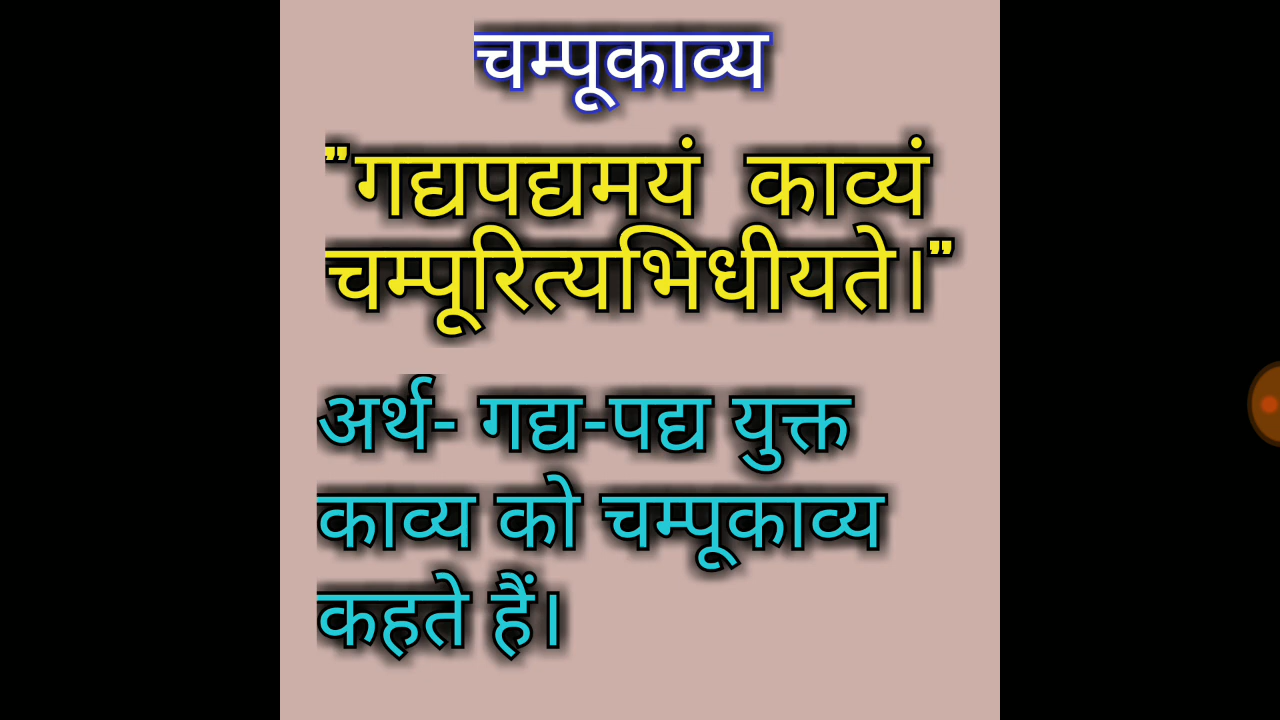 चम्पूकाव्य
"गद्यपद्यमयं काव्यं
चम्पूरित्यभिधीयते।"
अर्थ- गद्य-पद्य युक्त
काव्य को चम्पूकाव्य
कहते हैं।